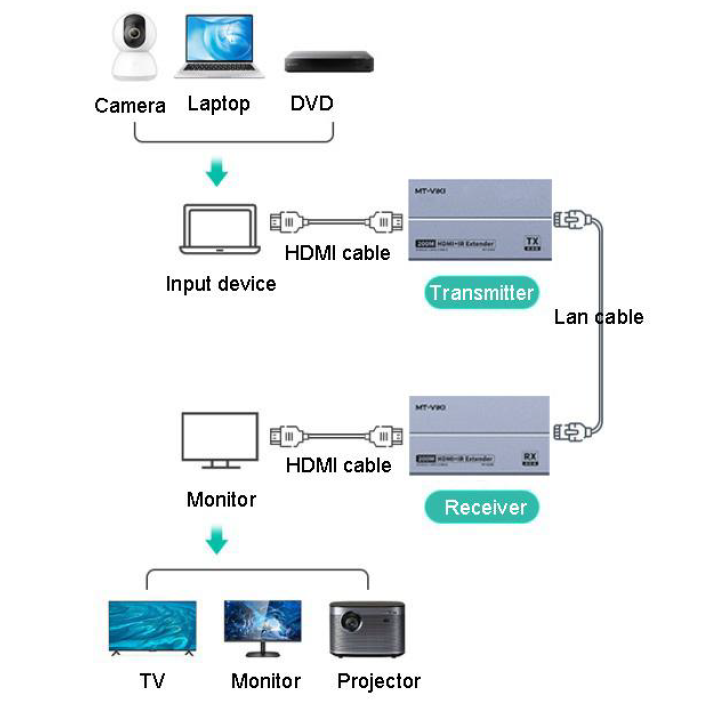 Camera
Laptop
DVD
MT-VIKI
HDMI cable
200M HDMI+IR Extender
TX
Input device
Transmitter
Lan cable
MT-VIKI
HDMI cable
200M HDMI+IR Extender
RX
Monitor
Receiver
TV
Monitor
Projector